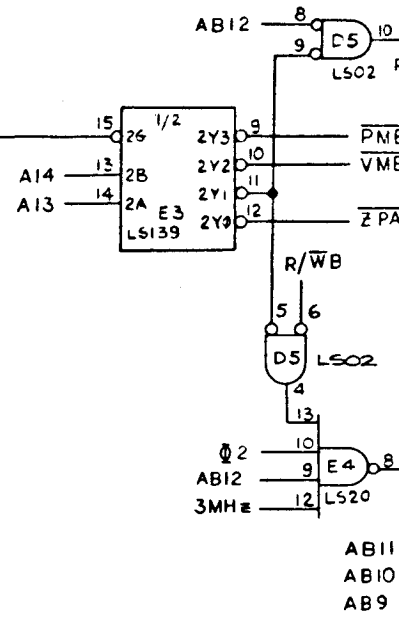 AB12 8
D5 10
9
LS02
1/2
15 2G 2Y3 9 PME
A14 13 2B 2Y2 10 VME
A13 14 2A 2Y1 11
E3 2Y0 12 ZPA
LS139
R/WB
5 6
D5 LS02
4
13
Φ2 10
E4 8
AB12 9
LS20
3MHz 12
AB11
AB10
AB9